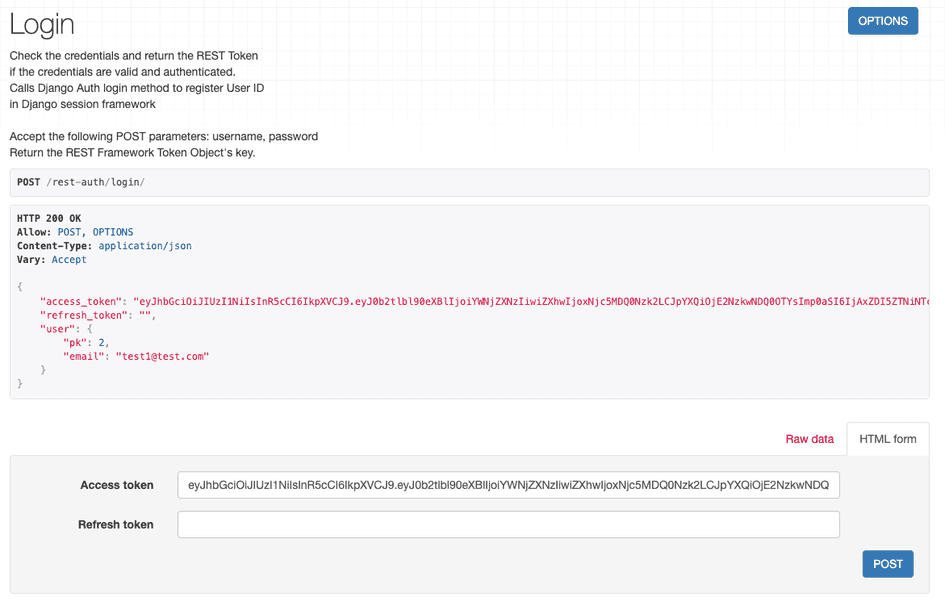 Login
OPTIONS
Check the credentials and return the REST Token
if the credentials are valid and authenticated.
Calls Django Auth login method to register User ID
in Django session framework
Accept the following POST parameters: username, password
Return the REST Framework Token Object's key.
POST /rest-auth/login/
HTTP 200 OK
Allow: POST, OPTIONS
Content-Type: application/json
Vary: Accept
{
"access_token": "eyJhbGciOiJIUzI1NiIsInR5cCI6IkpXVCJ9.eyJ0b2tlbl90eXBlIjoiYWNjZXNzIiwiZXhwIjoxNjc5MDQ0Nzk2LCJpYXQiOjE2NzkwNDQ0OTYsImp0aSI6IjAxZDI5ZTNiNTc
"refresh_token": "",
"user": {
"pk": 2,
"email": "test1@test.com"
}
}
Raw data
HTML form
Access token
eyJhbGciOiJIUzI1NiIsInR5cCI6IkpXVCJ9.eyJ0b2tlbl90eXBlIjoiYWNjZXNzIiwiZXhwIjoxNjc5MDQ0Nzk2LCJpYXQiOjE2NzkwNDQ
Refresh token
POST